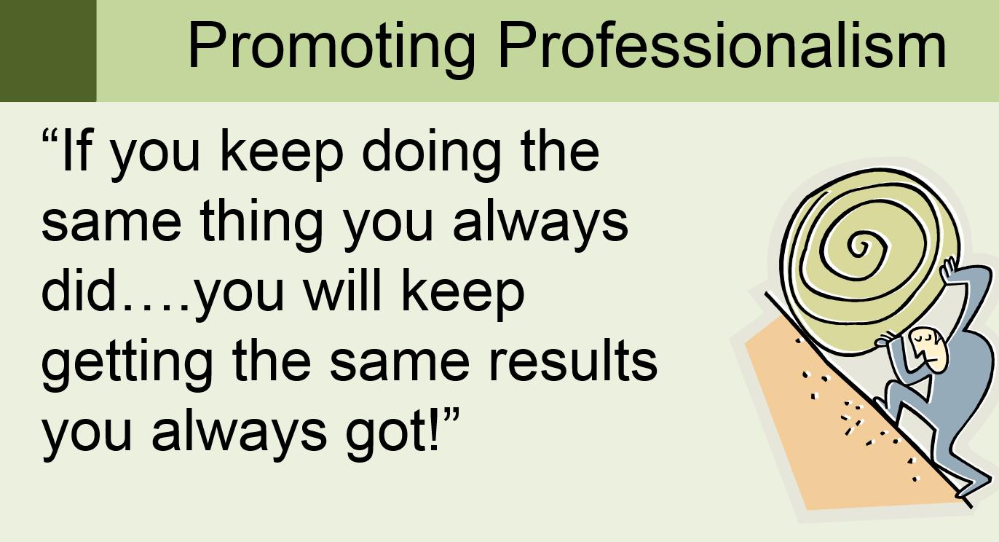 Promoting Professionalism
“If you keep doing the
same thing you always
did….you will keep
getting the same results
you always got!”